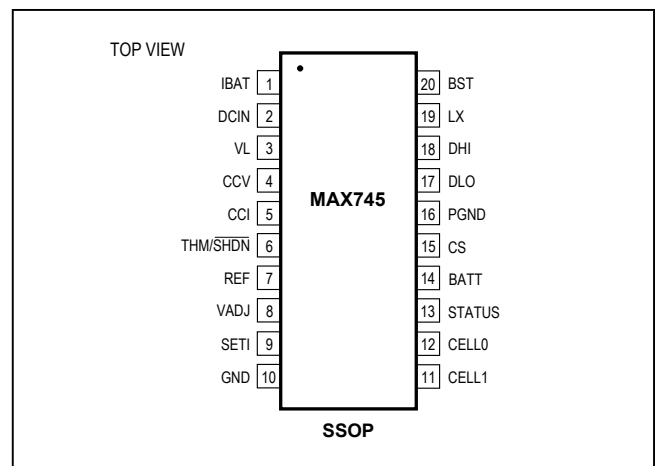 TOP VIEW
IBAT 1
DCIN 2
VL 3
CCV 4
CCI 5
THM/SHDN 6
REF 7
VADJ 8
SETI 9
GND 10
MAX745
20 BST
19 LX
18 DHI
17 DLO
16 PGND
15 CS
14 BATT
13 STATUS
12 CELL0
11 CELL1
SSOP